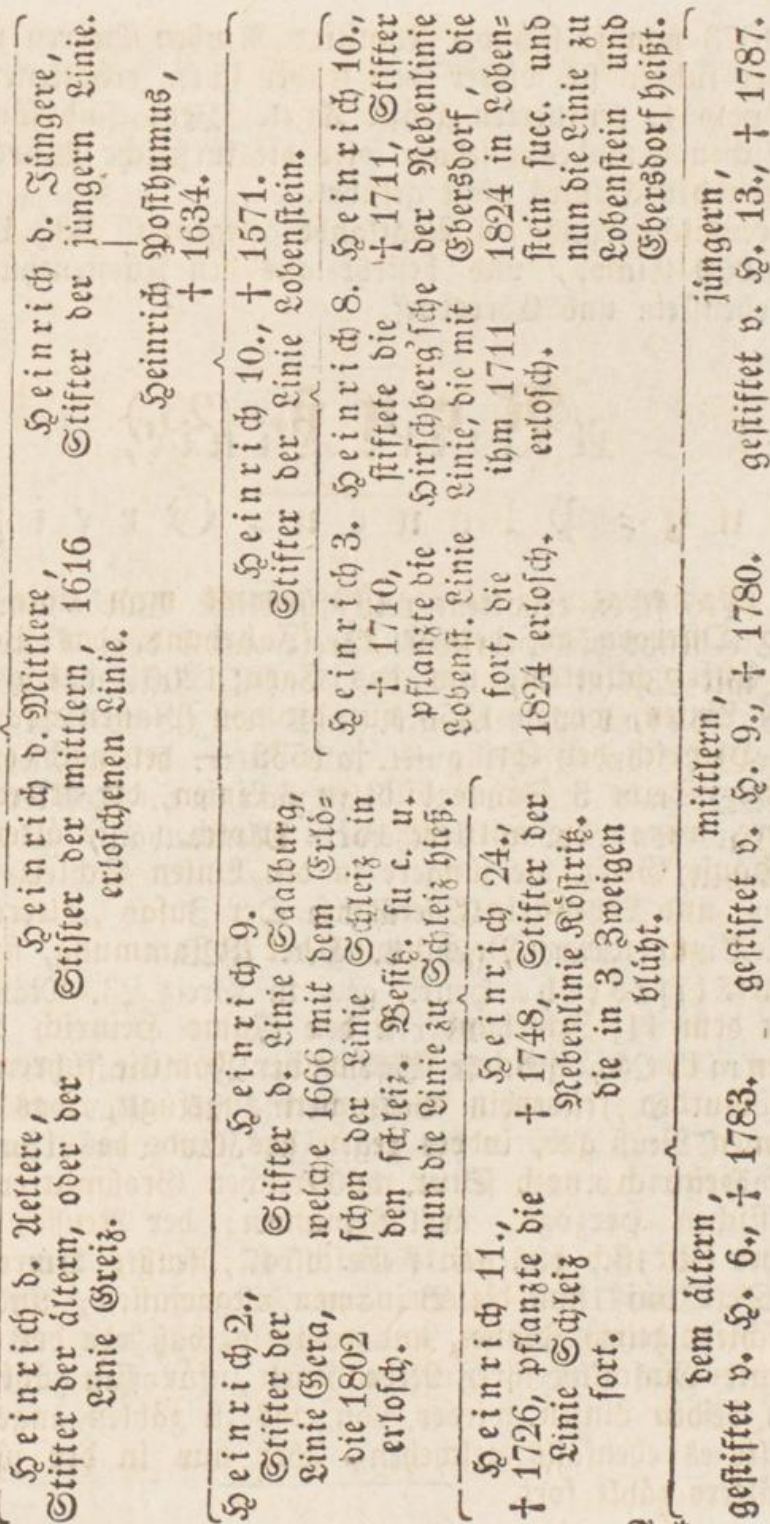 Heinrich d. Aeltere,
Stifter der ältern, oder der
Linie Greiz.
Heinrich d. Mittlere,
Stifter der mittlern, 1616
erloschenen Linie.
Heinrich d. Jüngere,
Stifter der jüngern Linie.
Heinrich Posthumus,
† 1634.
Heinrich 2.,
Stifter der
Linie Gera,
die 1802
erlosch.
Heinrich 9.
Stifter d. Linie Saalburg,
welche 1666 mit dem Erlö=
schen der Linie Schleiz in
den schleiz. Besitz. su c. u.
nun die Linie zu Schleiz hieß.
Heinrich 10., † 1571.
Stifter der Linie Lobenstein.
Heinrich 3.
† 1710,
pflanzte die
Lobenst. Linie
fort, die
1824 erlosch.
Heinrich 8.
stiftete die
Hirschberg'sche
Linie, die mit
ihm 1711
erlosch.
Heinrich 10.,
† 1711, Stifter
der Nebenlinie
Ebersdorf, die
1824 in Loben=
stein succ. und
nun die Linie zu
Lobenstein und
Ebersdorf heißt.
Heinrich 11.,
† 1726, pflanzte die
Linie Schleiz
fort.
Heinrich 24.
† 1748, Stifter der
Nebenlinie Köstritz.
die in 3 Zweigen
blüht.
dem ältern,
gestiftet v. H. 6., † 1783.
mittlern,
gestiftet v. H. 9., † 1780.
jüngern,
gestiftet v. H. 13., † 1787.